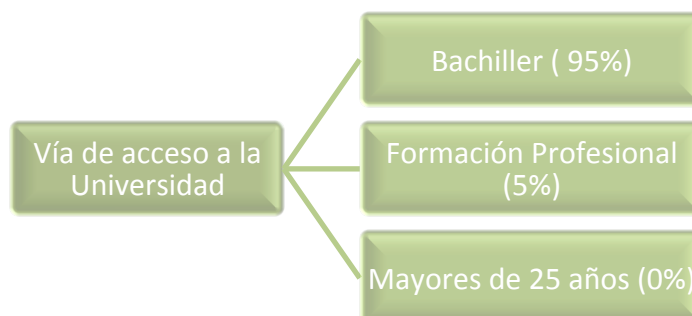 Vía de acceso a la
Universidad
Bachiller ( 95%)
Formación Profesional
(5%)
Mayores de 25 años (0%)